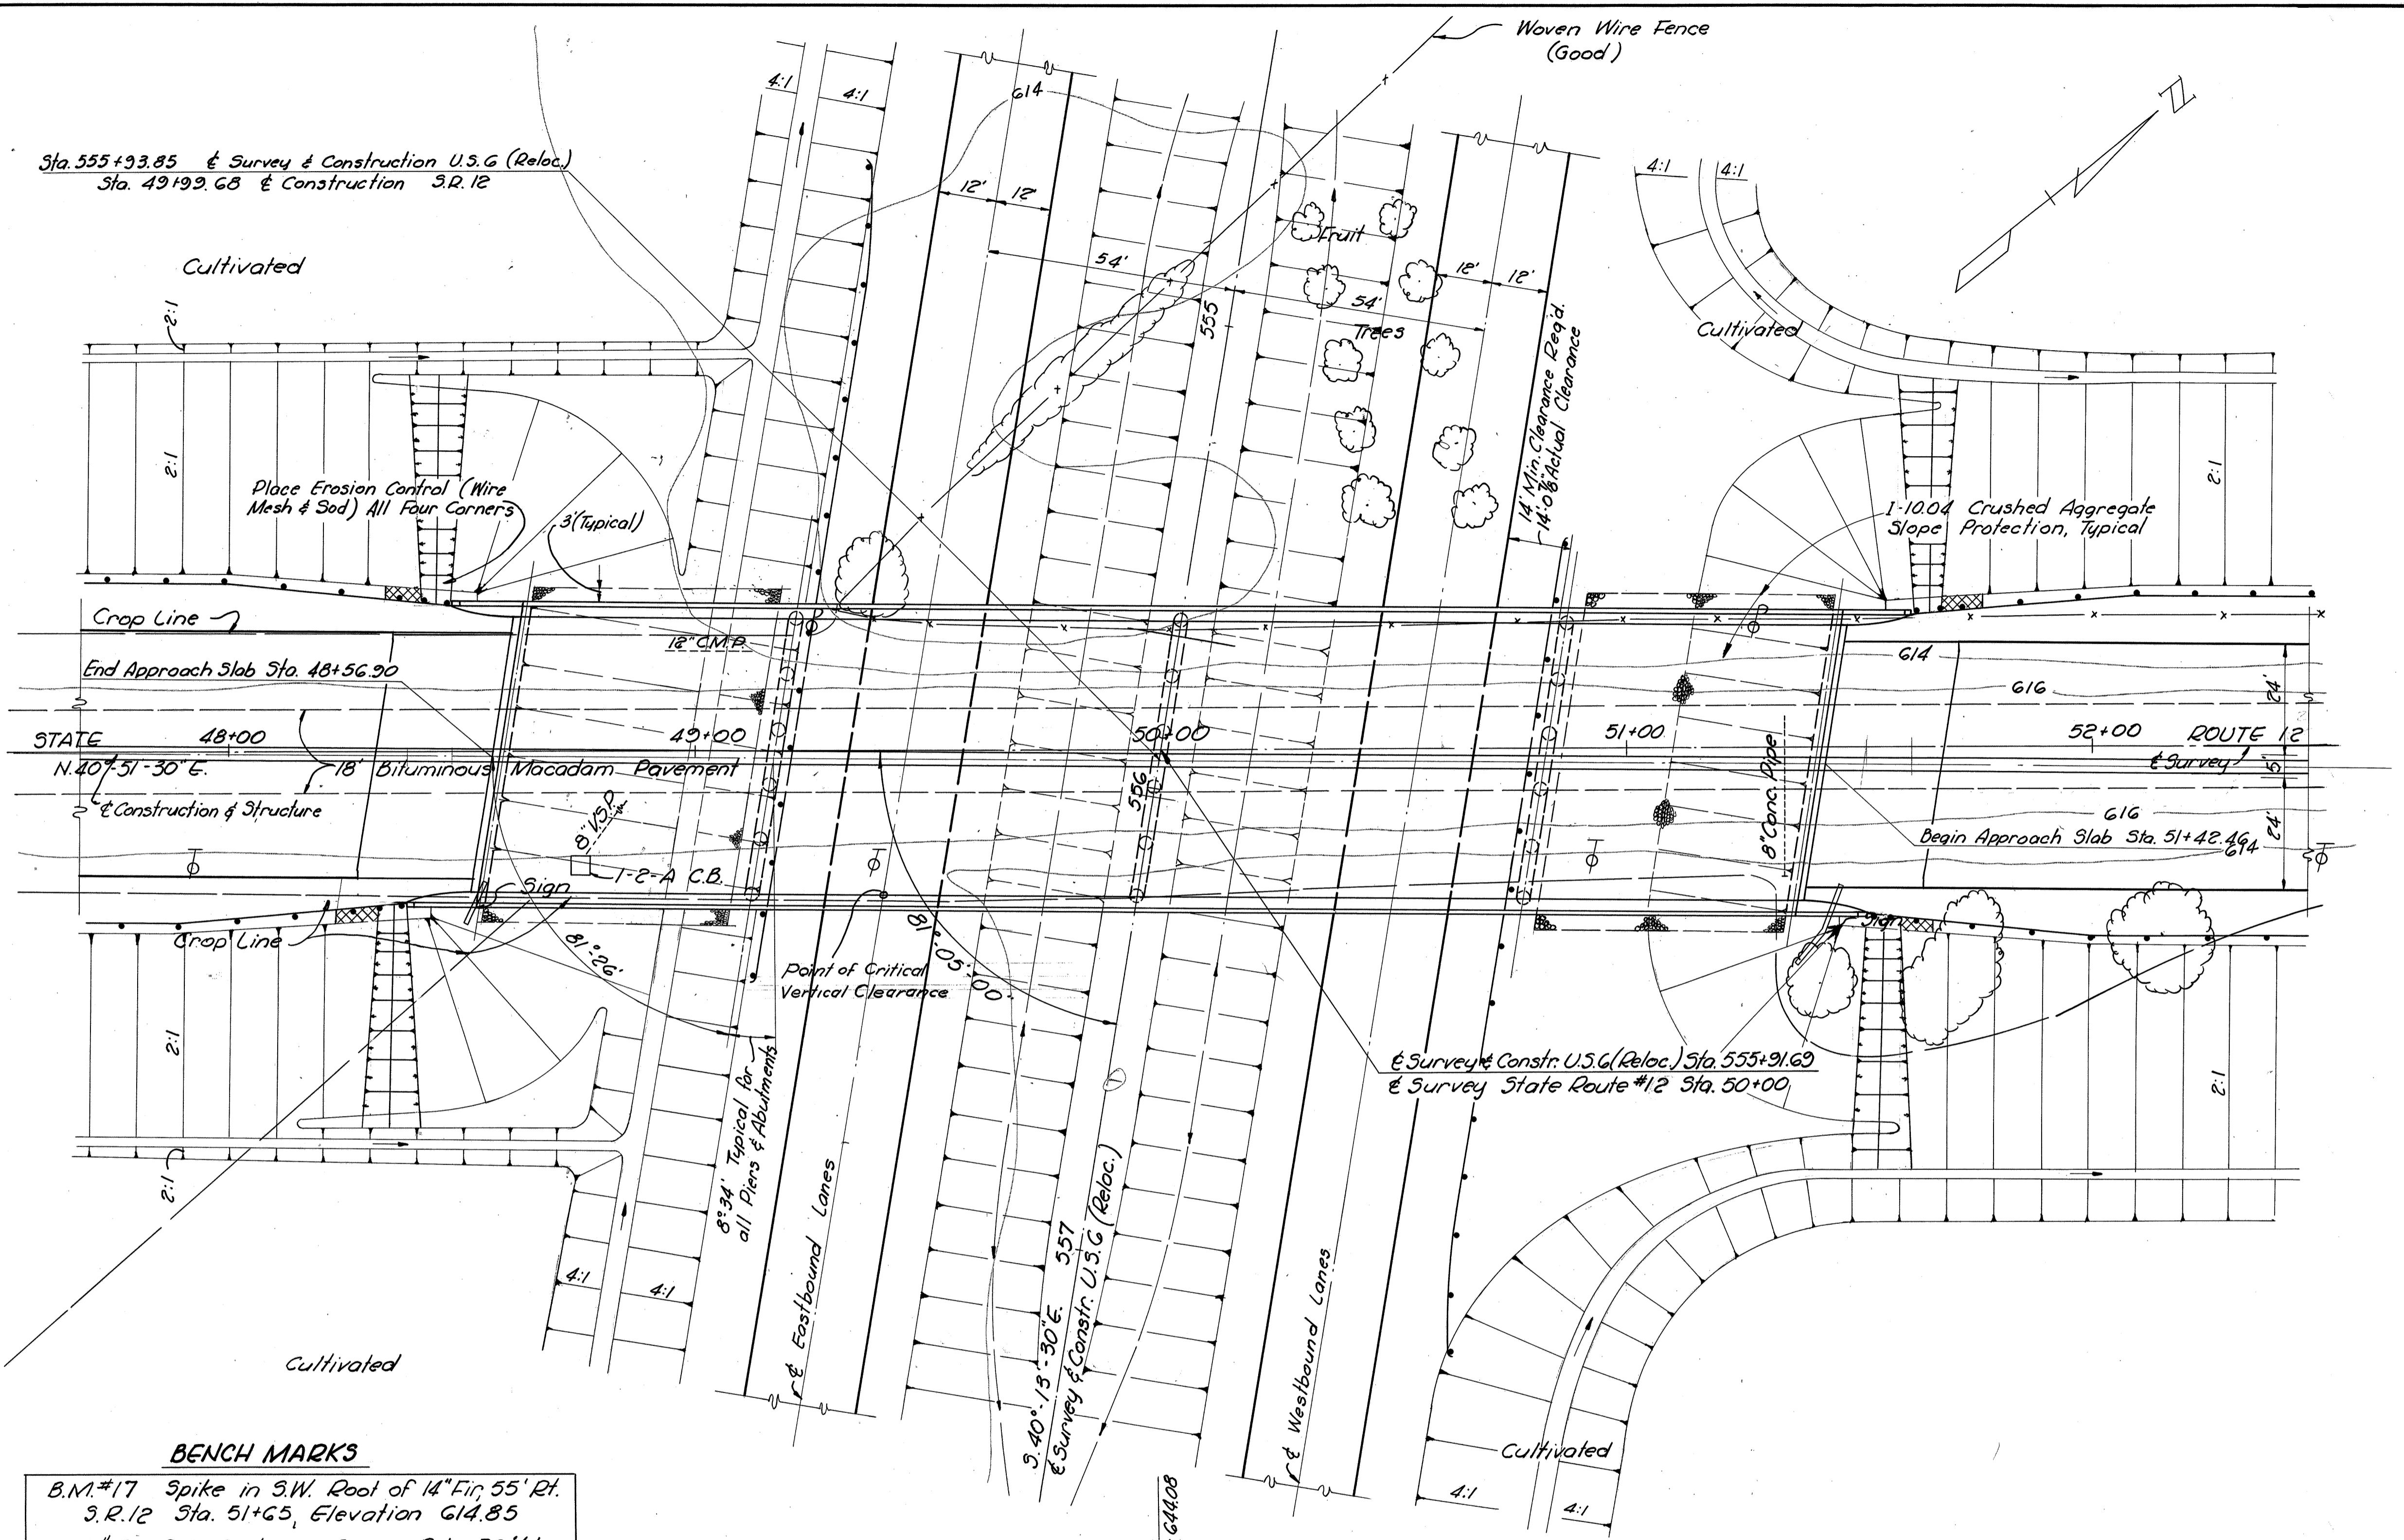 Woven Wire Fence
(Good)
Sta. 555+93.85 ℄ Survey & Construction U.S.6 (Reloc.)
Sta. 49+99.68 ℄ Construction S.R. 12
4:1
4:1
614
4:1
4:1
12'
12'
Fruit
Cultivated
54'
12'
12'
54'
555
Trees
Cultivated
2:1
14' Min. Clearance Req'd.
14'-0 Actual Clearance
2:1
2:1
Place Erosion Control (Wire
Mesh & Sod) All Four Corners
3'(Typical)
I-10.04 Crushed Aggregate
Slope Protection, Typical
Crop Line
12" C.M.P.
614
End Approach Slab Sta. 48+56.90
616
24'
STATE
48+00
49+00
50+00
51+00
52+00
ROUTE 12
N.40°-51'-30"E.
18' Bituminous Macadam Pavement
℄ Survey
5'
℄ Construction & Structure
556
8" Conc. Pipe
8" V.S.P.
616
24'
Begin Approach Slab Sta. 51+42.46
614
1-2-A C.B.
Sign
Sign
Crop Line
81°-26'
81°-05'-00"
Point of Critical
Vertical Clearance
2:1
℄ Survey & Constr. U.S.6 (Reloc.) Sta. 555+91.69
℄ Survey State Route #12 Sta. 50+00
2:1
8°34' Typical for
all Piers & Abutments
2:1
℄ Eastbound Lanes
S. 40°-13'-30"E.
557
℄ Survey & Constr. U.S.6 (Reloc.)
℄ Westbound Lanes
4:1
4:1
Cultivated
Cultivated
4:1
4:1
644.08
BENCH MARKS
B.M.#17 Spike in S.W. Root of 14" Fir, 55' Rt.
S.R.12 Sta. 51+65, Elevation 614.85